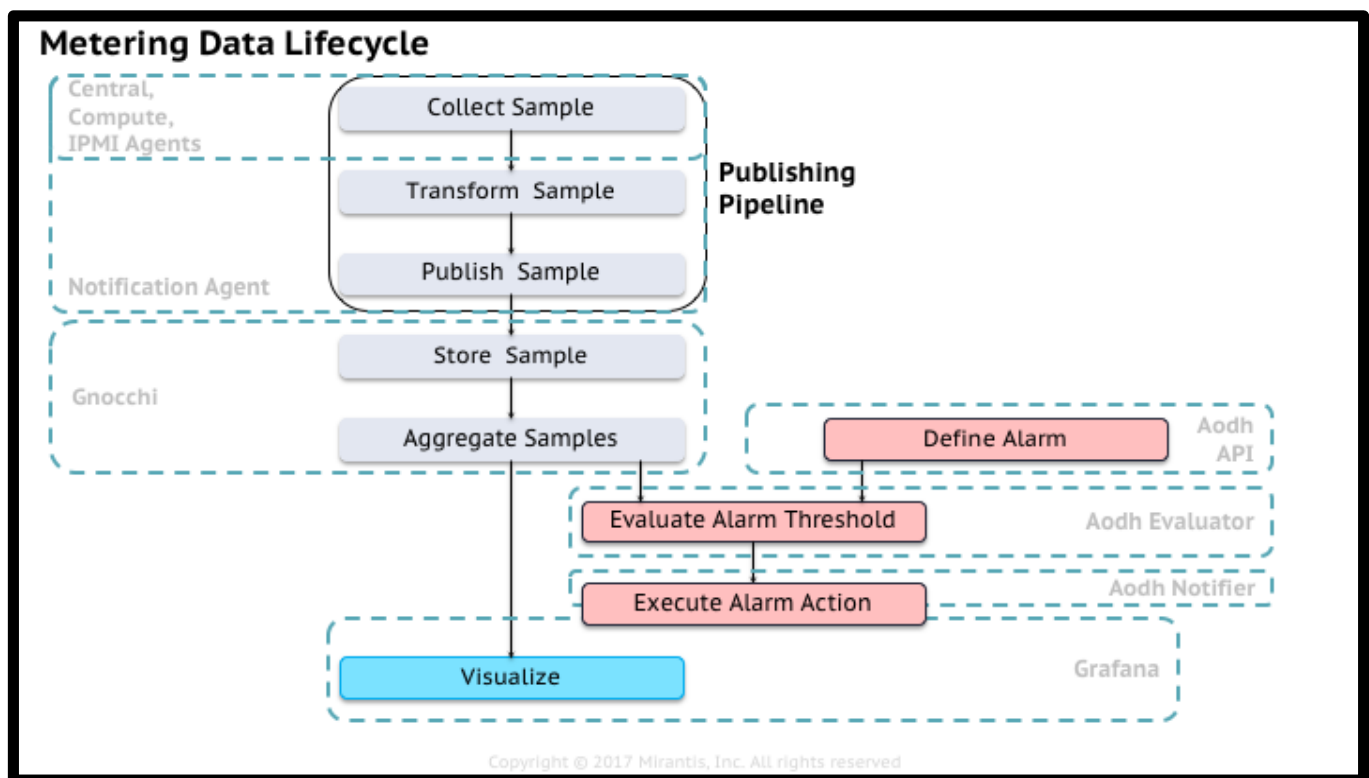 Metering Data Lifecycle
Central,
Compute,
IPMI Agents
Collect Sample
Transform Sample
Publishing
Pipeline
Publish Sample
Notification Agent
Store Sample
Gnocchi
Aggregate Samples
Define Alarm
Aodh
API
Evaluate Alarm Threshold
Aodh Evaluator
Execute Alarm Action
Aodh Notifier
Visualize
Grafana
Copyright © 2017 Mirantis, Inc. All rights reserved